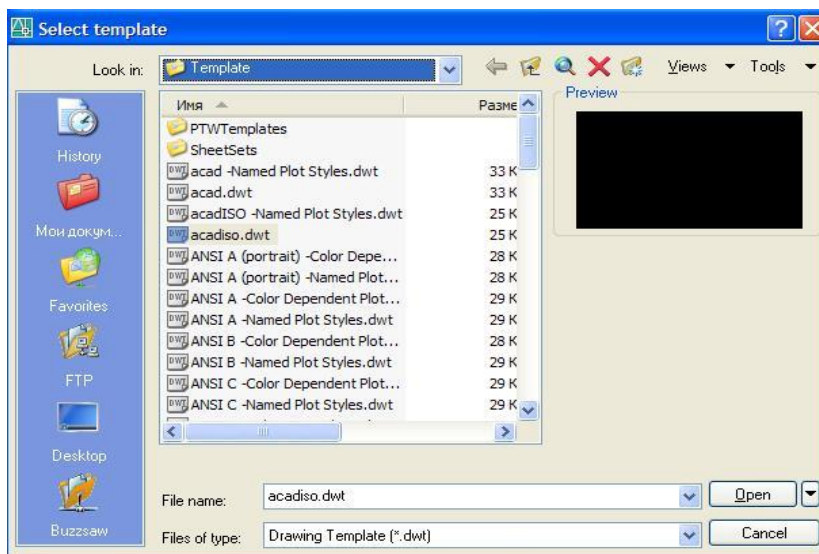 Select template
Look in: Template Views Tools
History
Мои докум...
Favorites
FTP
Desktop
Buzzsaw
Имя Разме
PTWTemplates
SheetSets
acad -Named Plot Styles.dwt 33 К
acad.dwt 33 К
acadISO -Named Plot Styles.dwt 25 К
acadiso.dwt 25 К
ANSI A (portrait) -Color Depe... 28 К
ANSI A (portrait) -Named Plot... 28 К
ANSI A -Color Dependent Plot... 29 К
ANSI A -Named Plot Styles.dwt 29 К
ANSI B -Color Dependent Plot... 28 К
ANSI B -Named Plot Styles.dwt 29 К
ANSI C -Color Dependent Plot... 29 К
ANSI C -Named Plot Styles.dwt 29 К
Preview
File name: acadiso.dwt Open
Files of type: Drawing Template (*.dwt) Cancel